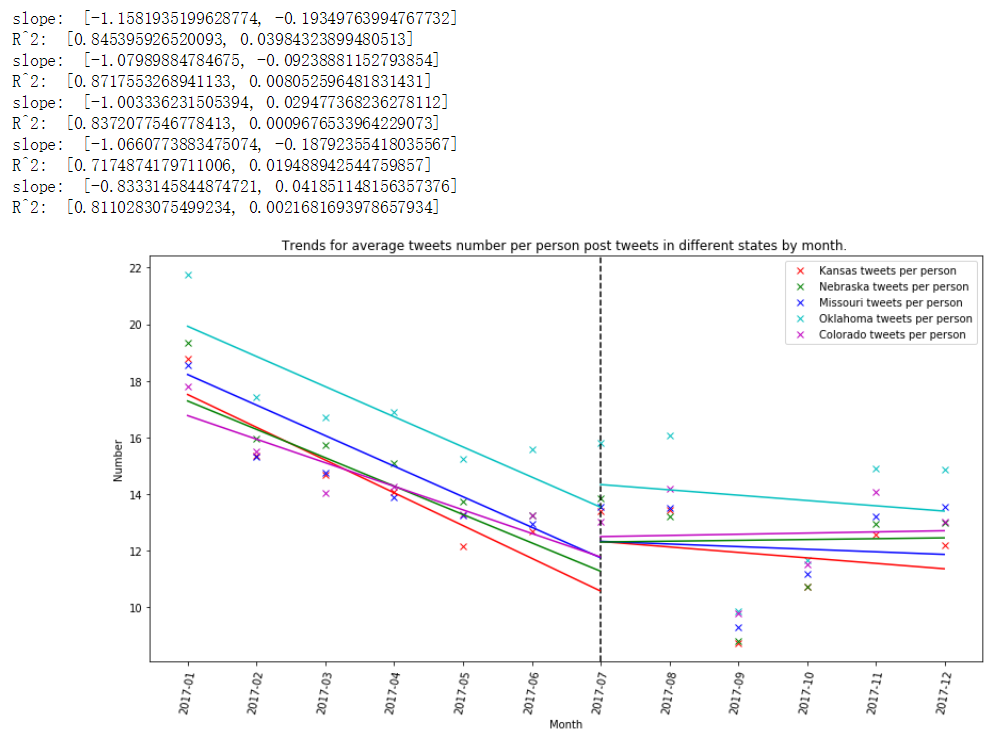 slope:  [-1.1581935199628774, -0.19349763994767732]
R^2:  [0.845395926520093, 0.03984323899480513]
slope:  [-1.07989884784675, -0.09238881152793854]
R^2:  [0.8717553268941133, 0.008052596481831431]
slope:  [-1.003336231505394, 0.029477368236278112]
R^2:  [0.8372077546778413, 0.0009676533964229073]
slope:  [-1.0660773883475074, -0.18792355418035567]
R^2:  [0.7174874179711006, 0.019488942544759857]
slope:  [-0.8333145844874721, 0.041851148156357376]
R^2:  [0.8110283075499234, 0.0021681693978657934]
Trends for average tweets number per person post tweets in different states by month.
Kansas tweets per person
Nebraska tweets per person
Missouri tweets per person
Oklahoma tweets per person
Colorado tweets per person
Number
22
20
18
16
14
12
10
2017-01
2017-02
2017-03
2017-04
2017-05
2017-06
2017-07
2017-08
2017-09
2017-10
2017-11
2017-12
Month